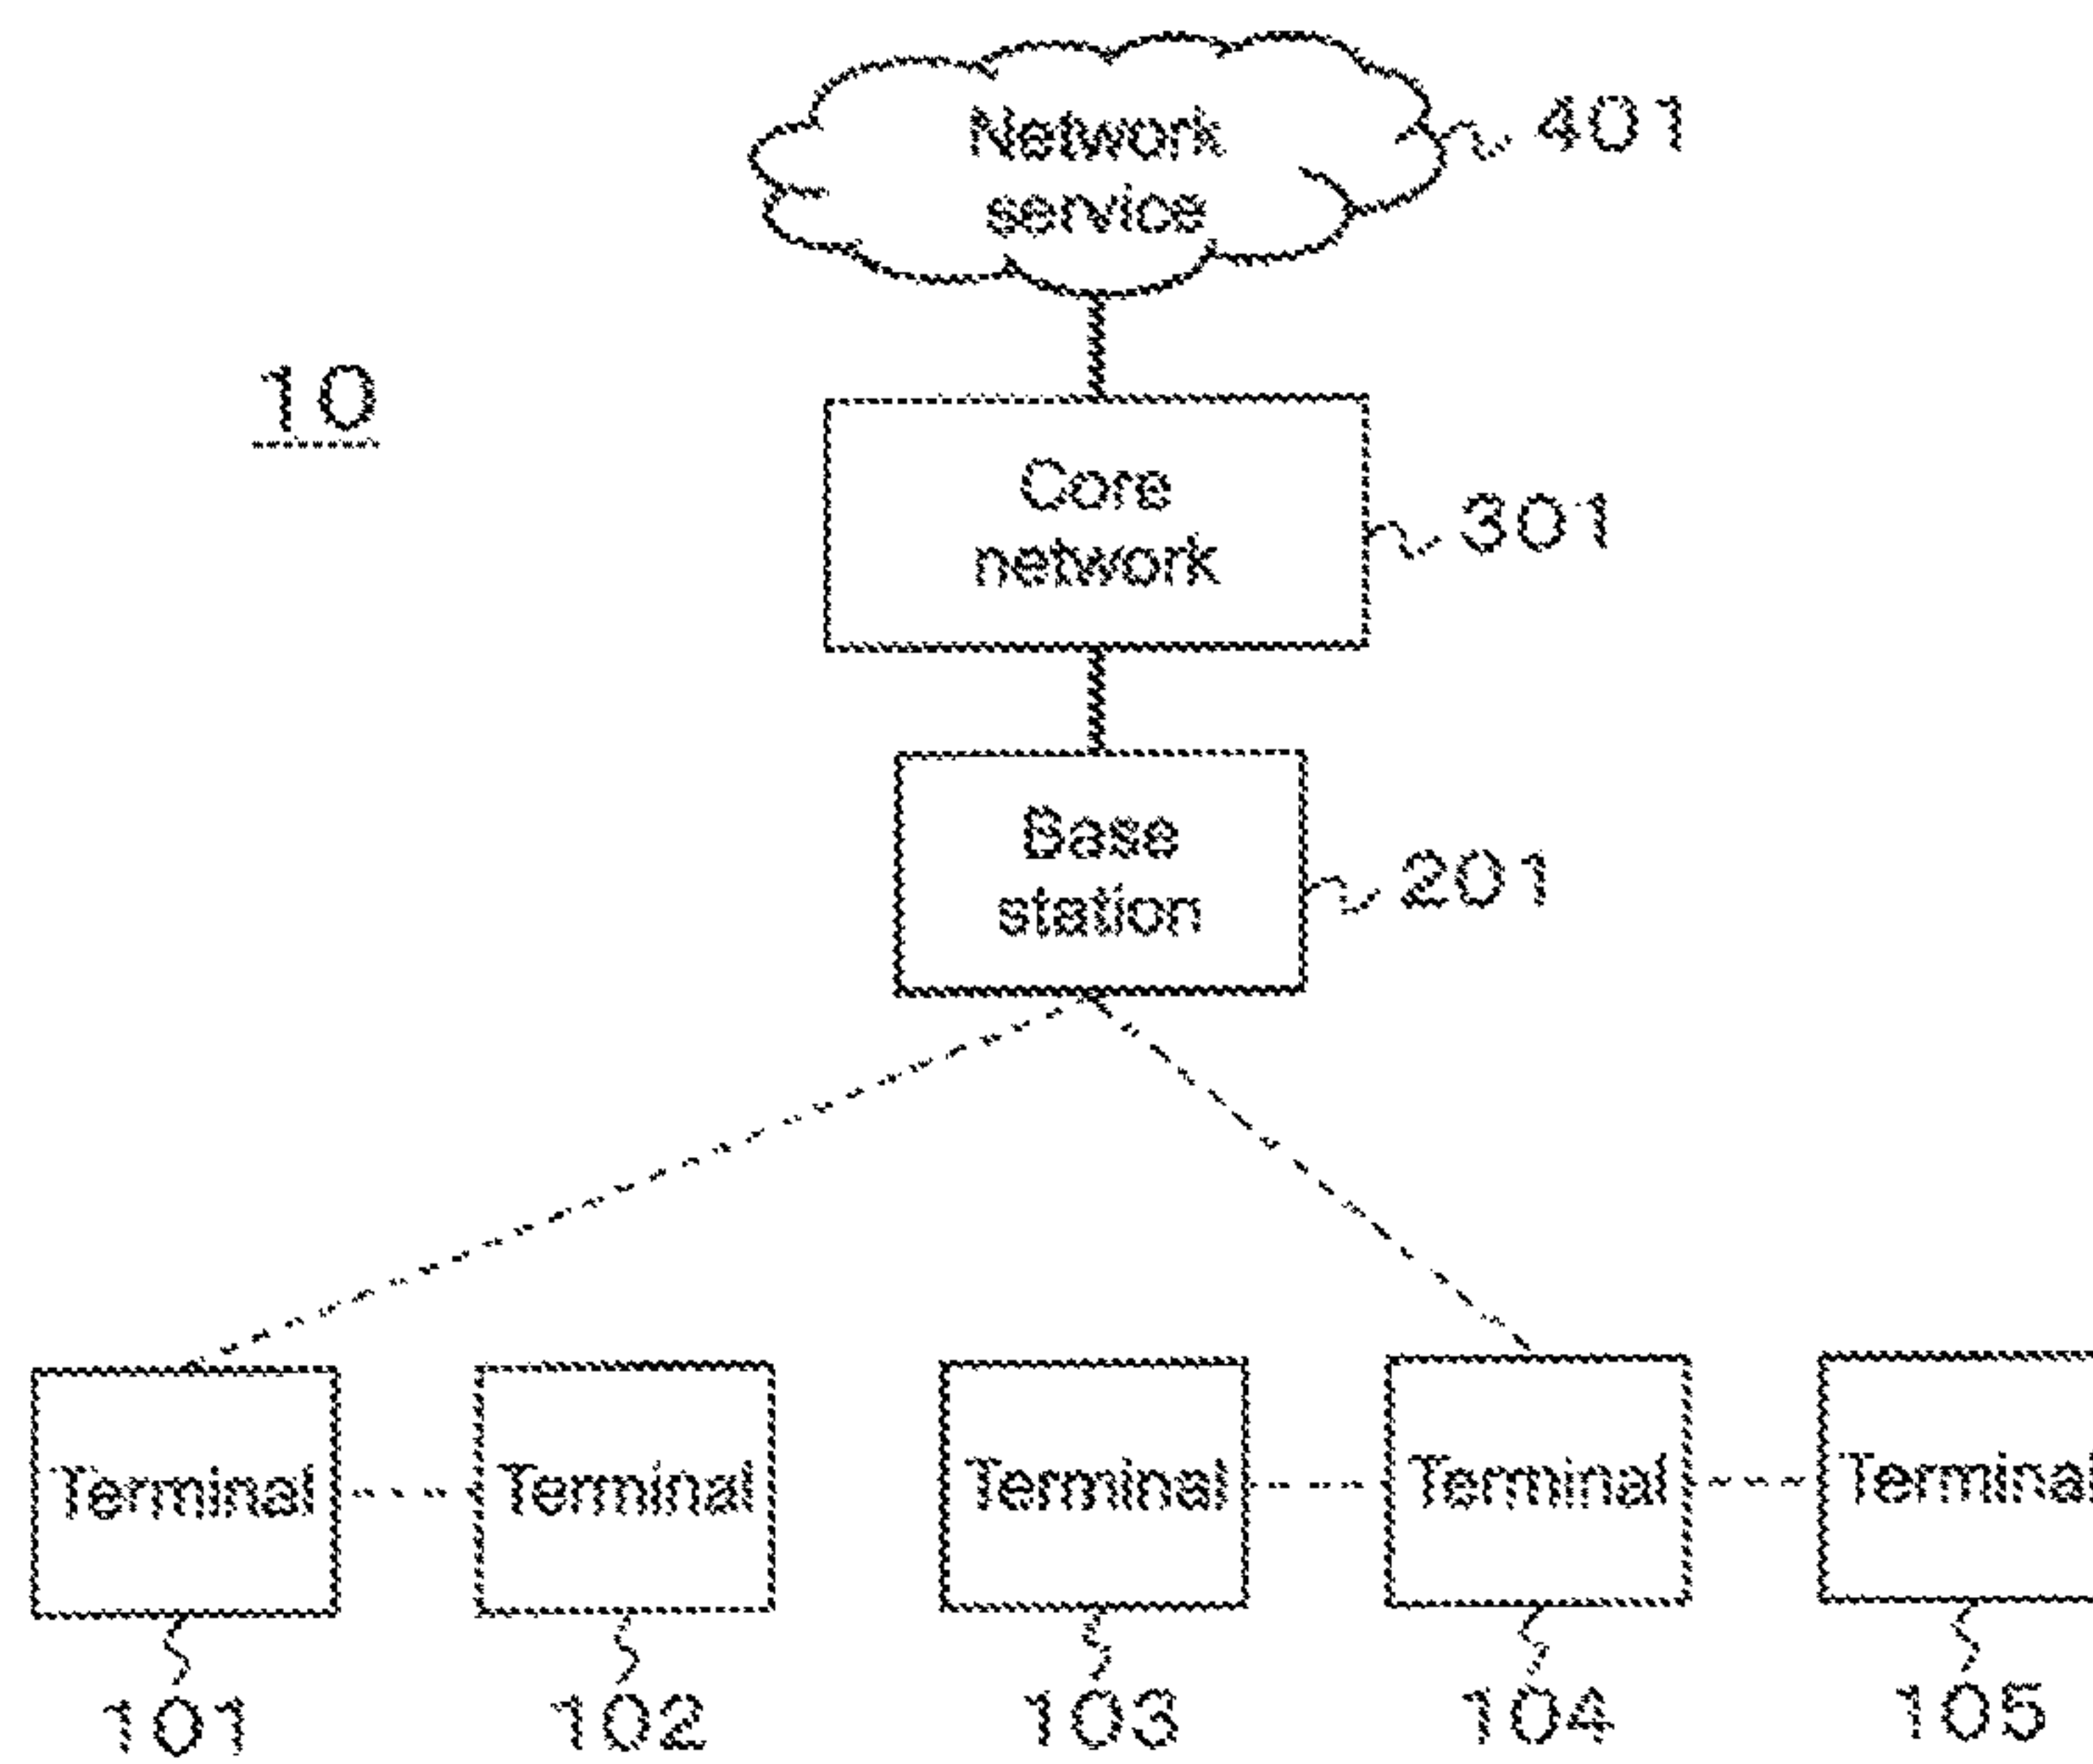 Network
service
401
10
Core
network
301
Base
station
201
Terminal
Terminal
Terminal
Terminal
Terminal
101
102
103
104
105